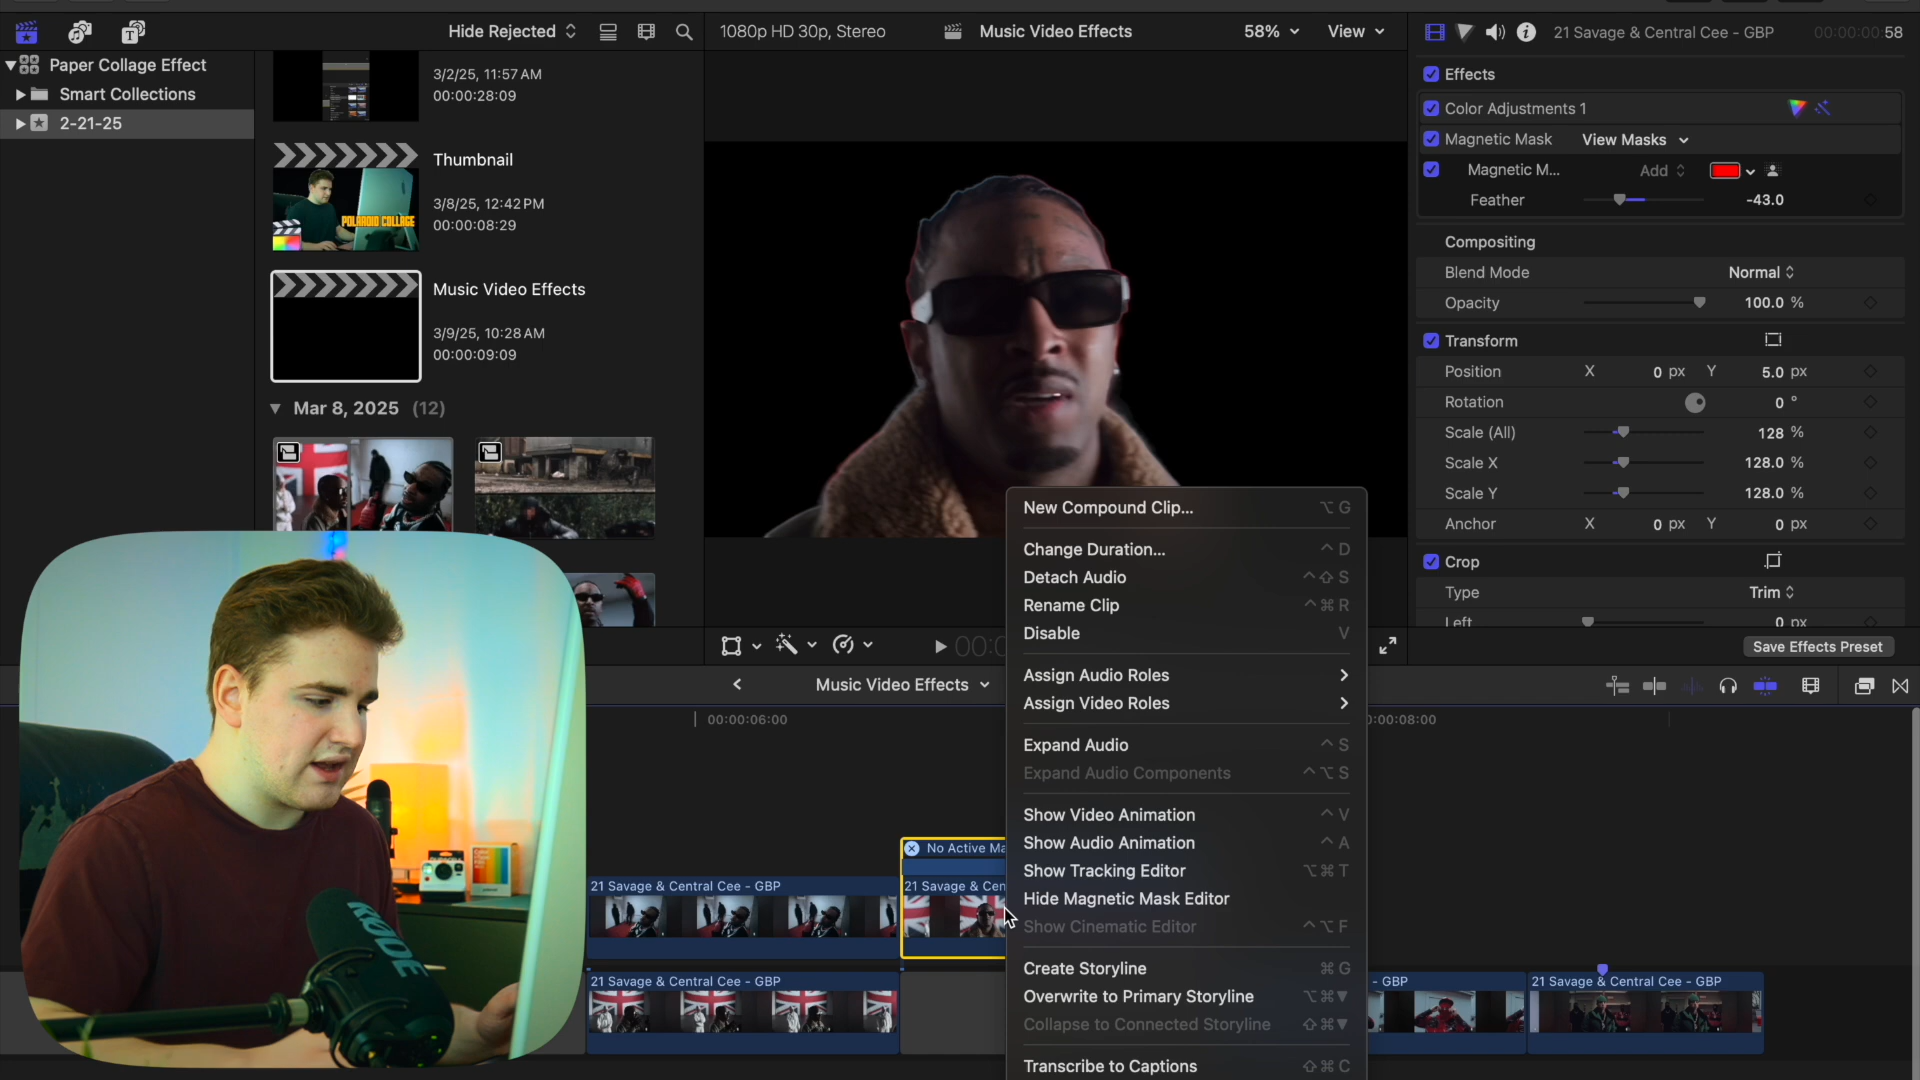 Hide Rejected
1080p HD 30p, Stereo
Music Video Effects
58%
View
21 Savage & Central Cee - GBP
00:00:00:58
Paper Collage Effect
Smart Collections
2-21-25
3/2/25, 11:57 AM
00:00:28:09
Thumbnail
3/8/25, 12:42 PM
00:00:08:29
POLAROID COLLAGE
Music Video Effects
3/9/25, 10:28 AM
00:00:09:09
Mar 8, 2025 (12)
Effects
Color Adjustments 1
Magnetic Mask View Masks
Magnetic M... Add
Feather -43.0
Compositing
Blend Mode Normal
Opacity 100.0 %
Transform
Position X 0 px Y 5.0 px
Rotation 0 °
Scale (All) 128 %
Scale X 128.0 %
Scale Y 128.0 %
Anchor X 0 px Y 0 px
Crop
Type Trim
Left 0 px
Save Effects Preset
New Compound Clip... ⌥ G
Change Duration... ^ D
Detach Audio ^ ⇧ S
Rename Clip ^ ⌘ R
Disable V
Assign Audio Roles
Assign Video Roles
Expand Audio ^ S
Expand Audio Components ^ ⌥ S
Show Video Animation ^ V
Show Audio Animation ^ A
Show Tracking Editor ⌥ ⌘ T
Hide Magnetic Mask Editor
Show Cinematic Editor ^ ⌥ F
Create Storyline ⌘ G
Overwrite to Primary Storyline ⌥ ⌘ ▼
Collapse to Connected Storyline ⇧ ⌘ ▼
Transcribe to Captions ⇧ ⌘ C
Music Video Effects
00:00:06:00
0:00:08:00
No Active Ma
21 Savage & Central Cee - GBP
21 Savage & Cen
21 Savage & Central Cee - GBP
- GBP
21 Savage & Central Cee - GBP
RØDE